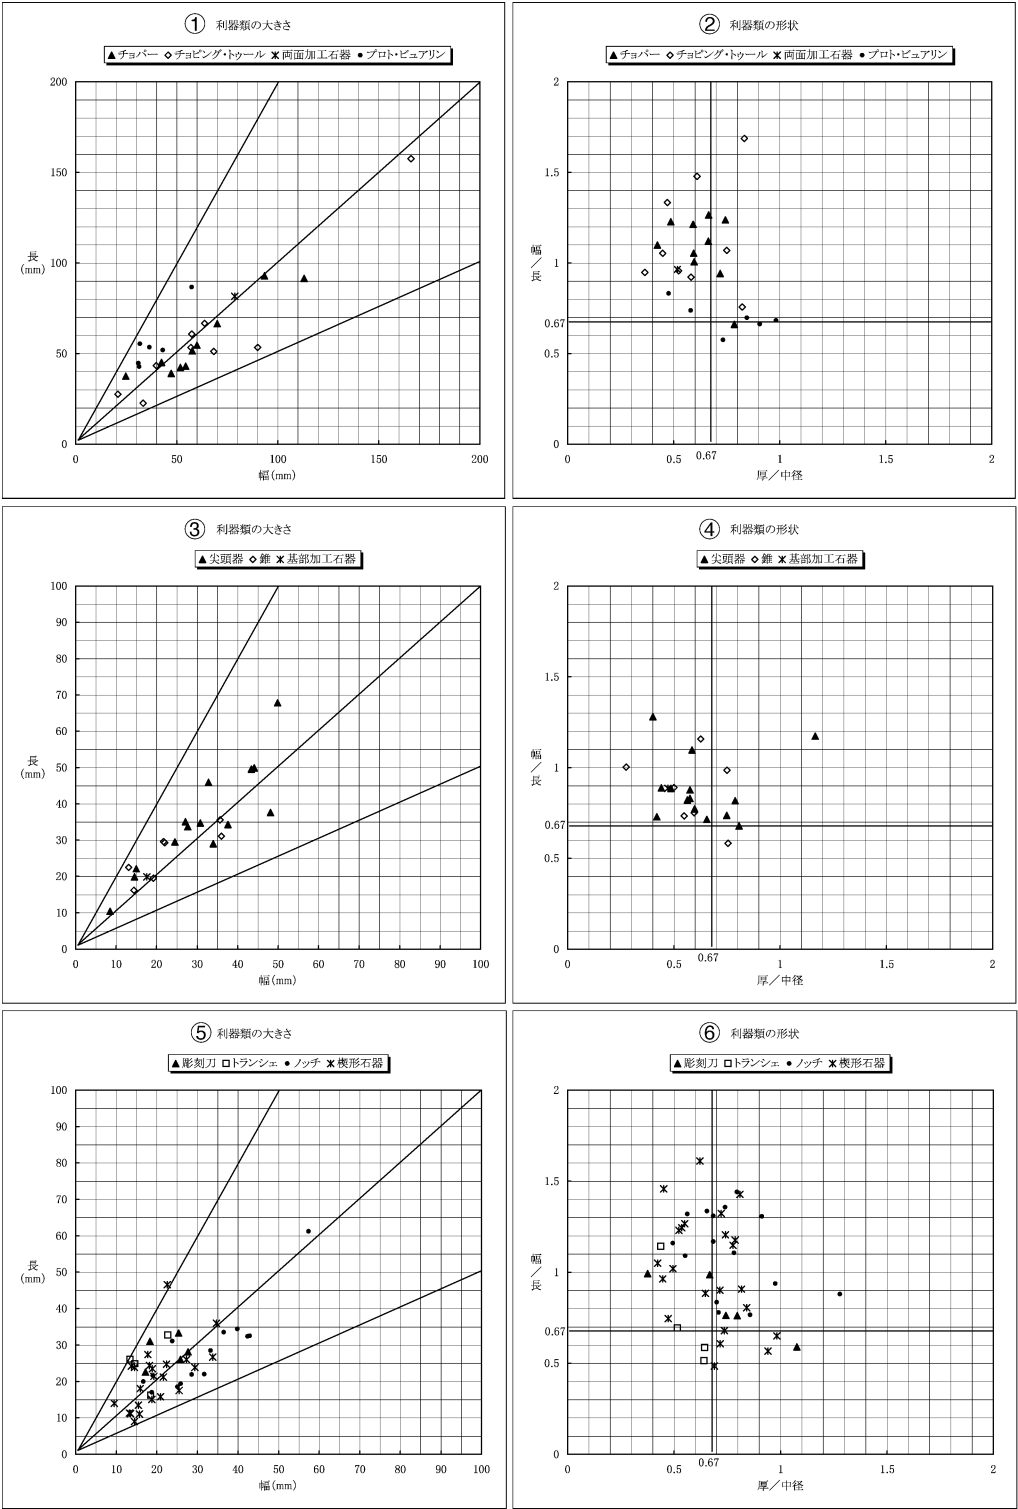 ① 利器類の大きさ
▲チョパー ◇チョピング・トゥール ＊両面加工石器 ●プロト・ビュアリン
200
150
100
長
(mm)
50
0
0 50 100 150 200
幅(mm)
② 利器類の形状
▲チョパー ◇チョピング・トゥール ＊両面加工石器 ●プロト・ビュアリン
2
1.5
1
幅／長
0.67
0.5
0
0 0.5 0.67 1 1.5 2
厚／中径
③ 利器類の大きさ
▲尖頭器 ◇錐 ＊基部加工石器
100
90
80
70
60
長
(mm)
50
40
30
20
10
0
0 10 20 30 40 50 60 70 80 90 100
幅(mm)
④ 利器類の形状
▲尖頭器 ◇錐 ＊基部加工石器
2
1.5
1
幅／長
0.67
0.5
0
0 0.5 0.67 1 1.5 2
厚／中径
⑤ 利器類の大きさ
▲彫刻刀 □トランシェ ●ノッチ ＊楔形石器
100
90
80
70
60
長
(mm)
50
40
30
20
10
0
0 10 20 30 40 50 60 70 80 90 100
幅(mm)
⑥ 利器類の形状
▲彫刻刀 □トランシェ ●ノッチ ＊楔形石器
2
1.5
1
幅／長
0.67
0.5
0
0 0.5 0.67 1 1.5 2
厚／中径